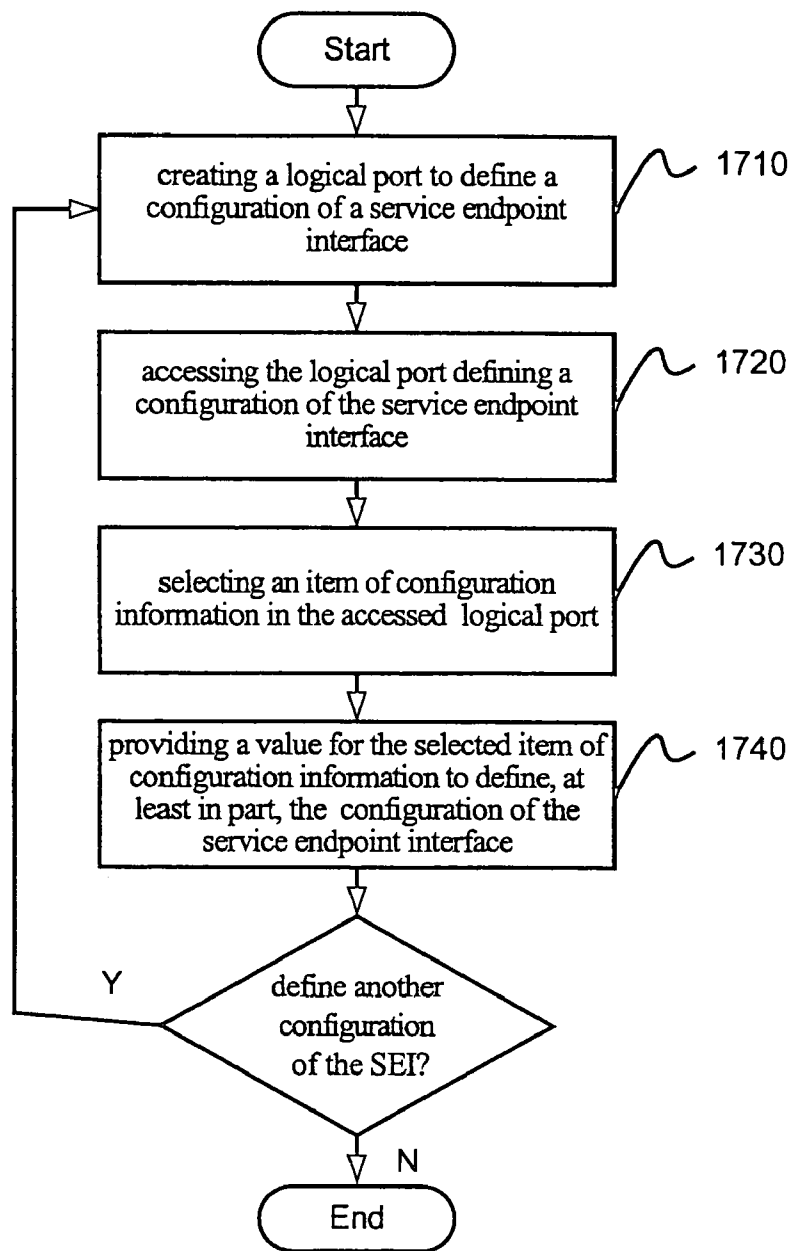 Start
creating a logical port to define a
configuration of a service endpoint
interface
1710
accessing the logical port defining a
configuration of the service endpoint
interface
1720
selecting an item of configuration
information in the accessed logical port
1730
providing a value for the selected item of
configuration information to define, at
least in part, the configuration of the
service endpoint interface
1740
Y
define another
configuration
of the SEI?
N
End